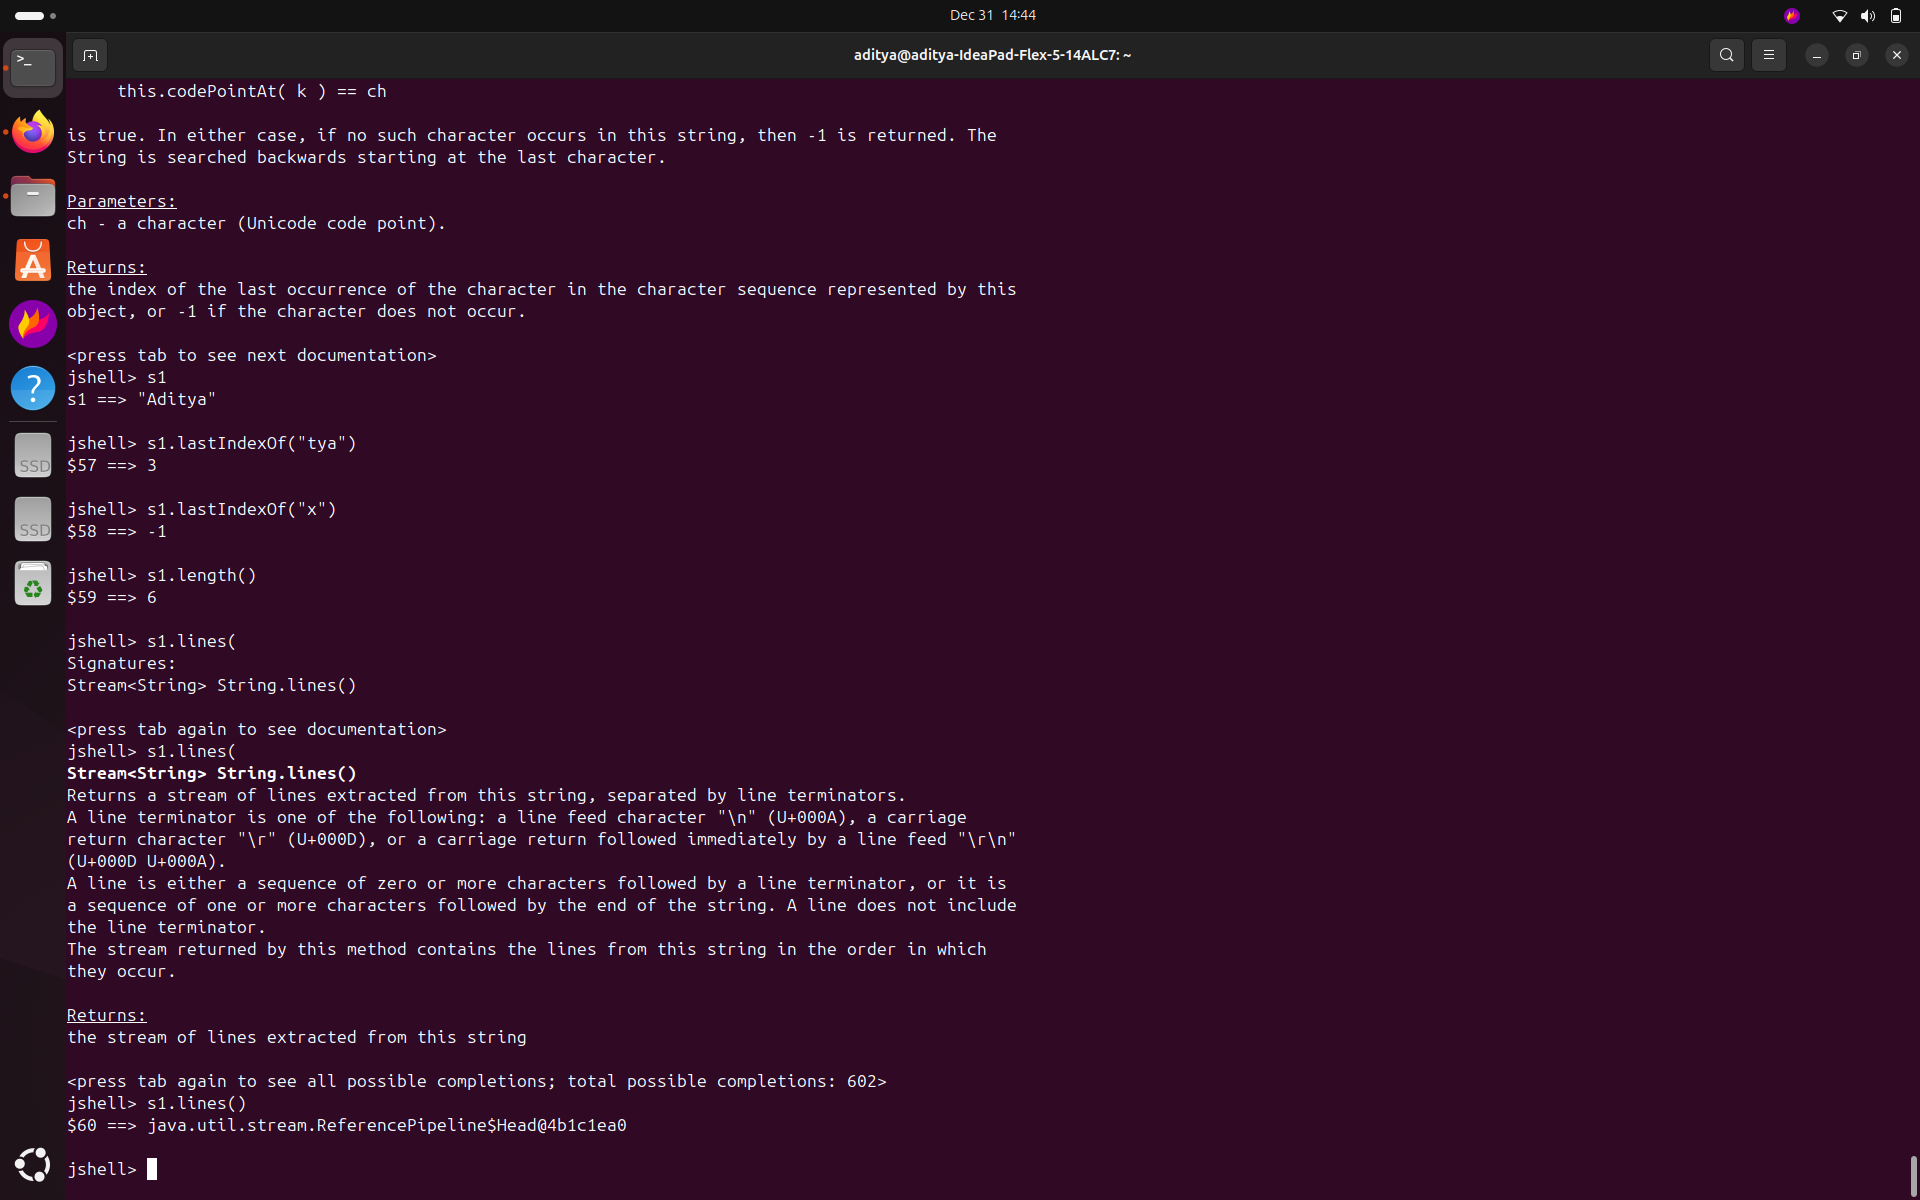 Dec 31 14:44
aditya@aditya-IdeaPad-Flex-5-14ALC7: ~
this.codePointAt( k ) == ch
is true. In either case, if no such character occurs in this string, then -1 is returned. The
String is searched backwards starting at the last character.
Parameters:
ch - a character (Unicode code point).
Returns:
the index of the last occurrence of the character in the character sequence represented by this
object, or -1 if the character does not occur.
<press tab to see next documentation>
jshell> s1
s1 ==> "Aditya"
jshell> s1.lastIndexOf("tya")
$57 ==> 3
jshell> s1.lastIndexOf("x")
$58 ==> -1
jshell> s1.length()
$59 ==> 6
jshell> s1.lines(
Signatures:
Stream<String> String.lines()
<press tab again to see documentation>
jshell> s1.lines(
Stream<String> String.lines()
Returns a stream of lines extracted from this string, separated by line terminators.
A line terminator is one of the following: a line feed character "\n" (U+000A), a carriage
return character "\r" (U+000D), or a carriage return followed immediately by a line feed "\r\n"
(U+000D U+000A).
A line is either a sequence of zero or more characters followed by a line terminator, or it is
a sequence of one or more characters followed by the end of the string. A line does not include
the line terminator.
The stream returned by this method contains the lines from this string in the order in which
they occur.
Returns:
the stream of lines extracted from this string
<press tab again to see all possible completions; total possible completions: 602>
jshell> s1.lines()
$60 ==> java.util.stream.ReferencePipeline$Head@4b1c1ea0
jshell>
SSD
SSD